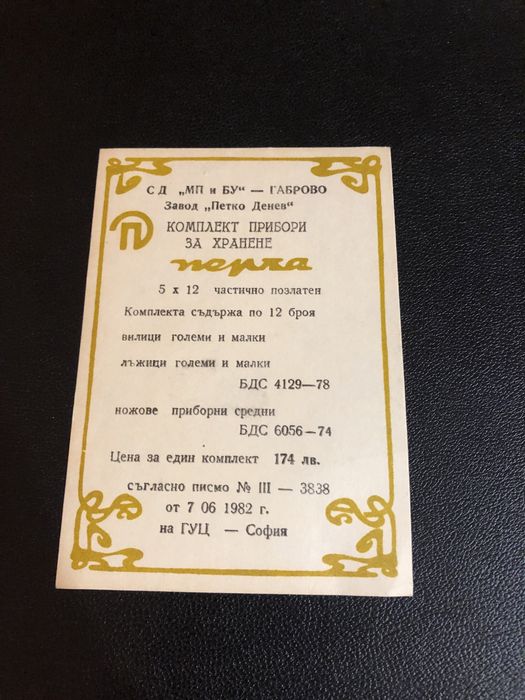 СД „МП и БУ“ — ГАБРОВО
Завод „Петко Денев“
П
КОМПЛЕКТ ПРИБОРИ
ЗА ХРАНЕНЕ
перла
5 х 12 частично позлатен
Комплекта съдържа по 12 броя
вилици големи и малки
лъжици големи и малки
БДС 4129—78
ножове приборни средни
БДС 6056—74
Цена за един комплект 174 лв.
съгласно писмо № III — 3838
от 7 06 1982 г.
на ГУЦ — София